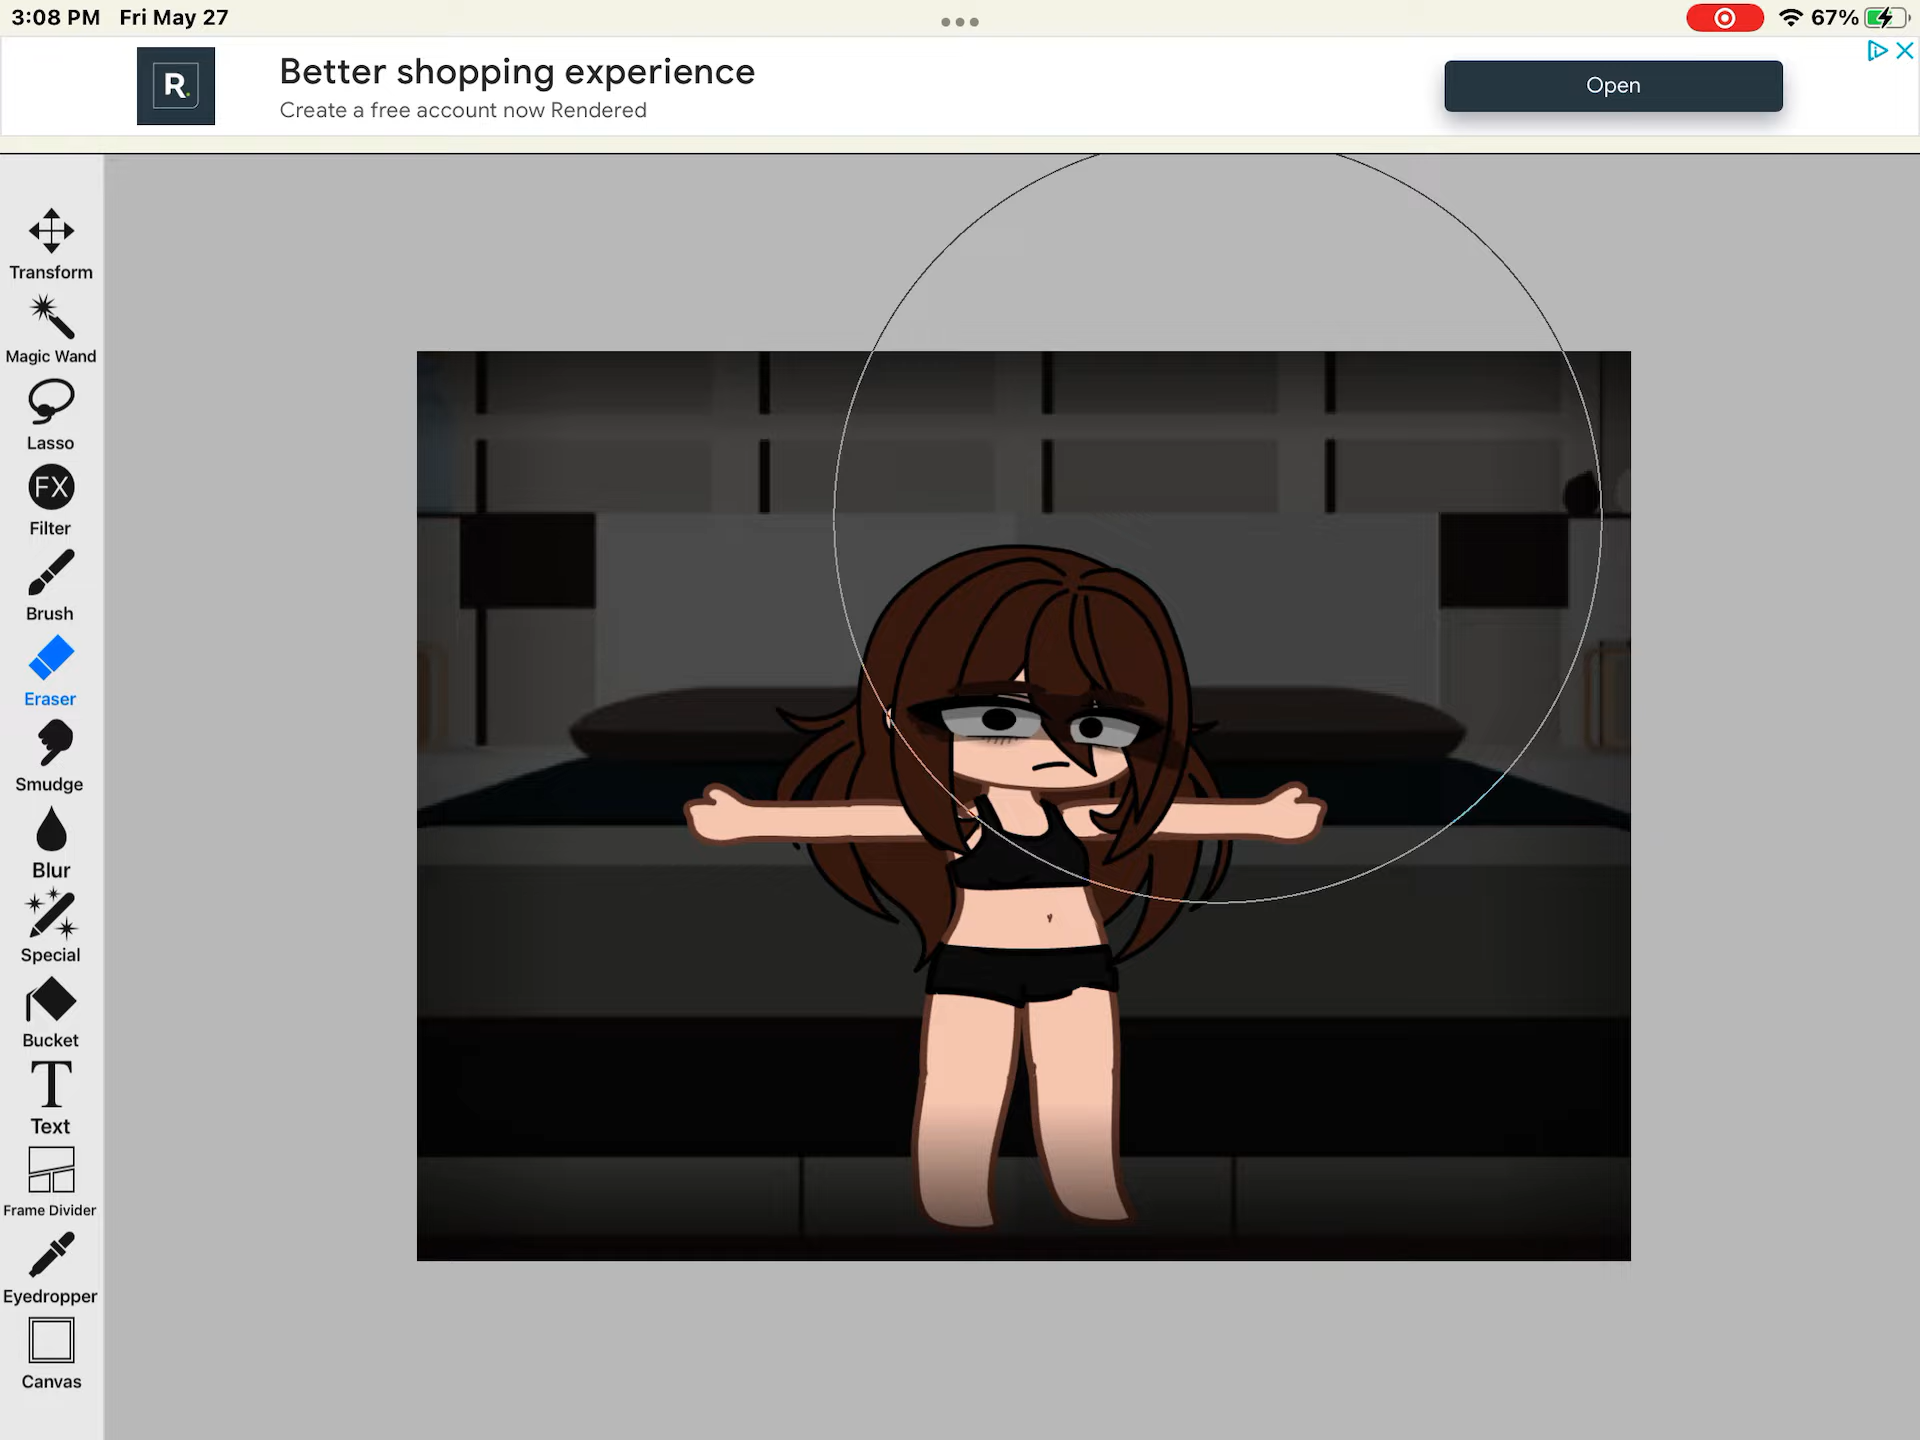 3:08 PM Fri May 27
67%
R.
Better shopping experience
Create a free account now Rendered
Open
Transform
Magic Wand
Lasso
FX
Filter
Brush
Eraser
Smudge
Blur
Special
Bucket
T
Text
Frame Divider
Eyedropper
Canvas